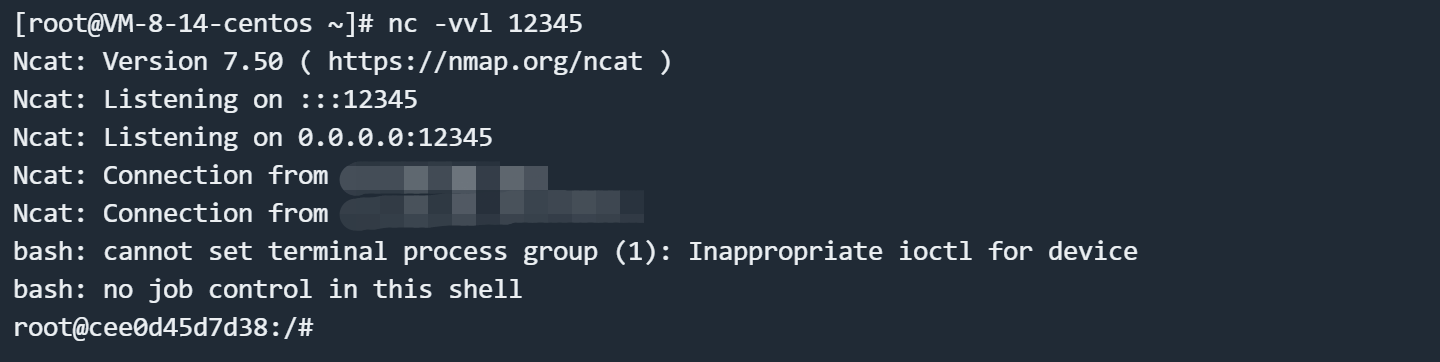 [root@VM-8-14-centos ~]# nc -vvl 12345
Ncat: Version 7.50 ( https://nmap.org/ncat )
Ncat: Listening on :::12345
Ncat: Listening on 0.0.0.0:12345
Ncat: Connection from
Ncat: Connection from
bash: cannot set terminal process group (1): Inappropriate ioctl for device
bash: no job control in this shell
root@cee0d45d7d38:/#